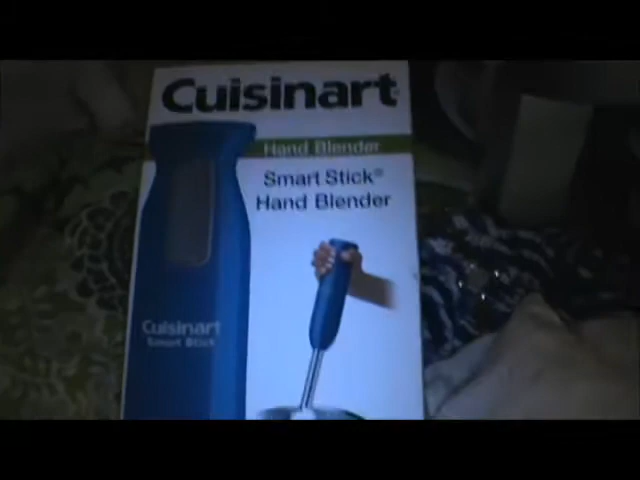 Cuisinart®
Hand Blender
Smart Stick®
Hand Blender
Cuisinart
Smart Stick